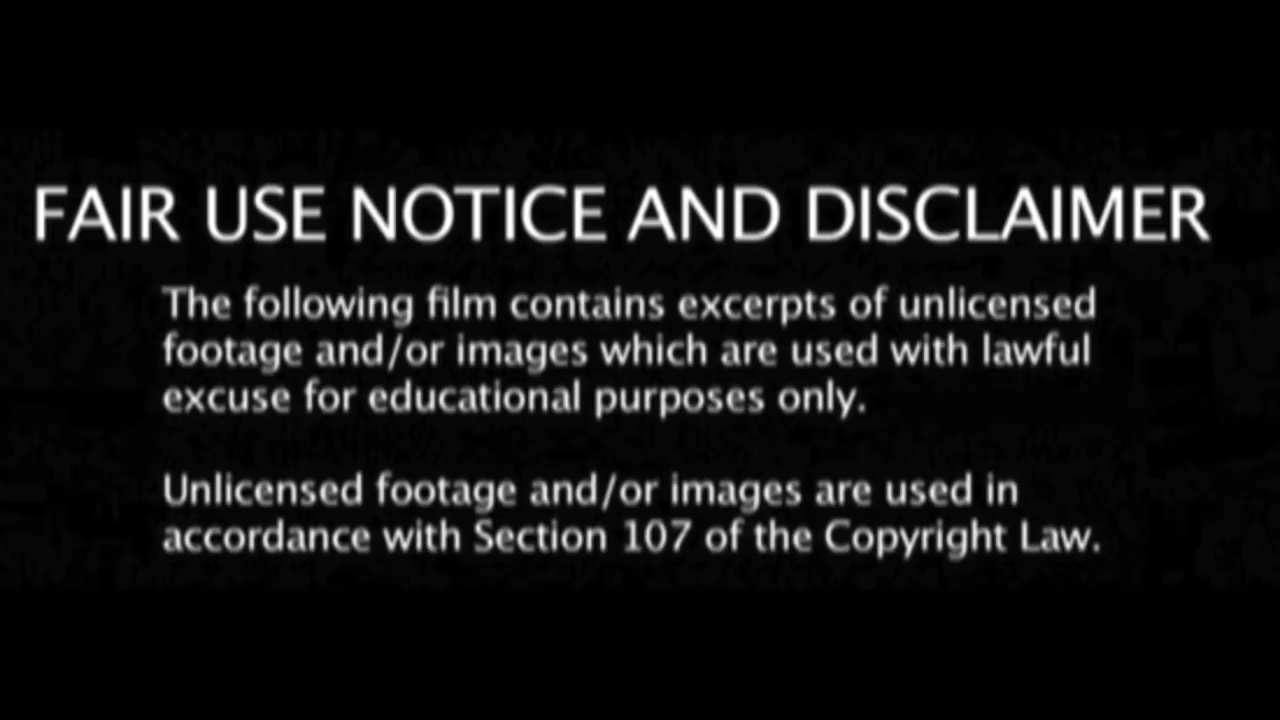 FAIR USE NOTICE AND DISCLAIMER
The following film contains excerpts of unlicensed
footage and/or images which are used with lawful
excuse for educational purposes only.
Unlicensed footage and/or images are used in
accordance with Section 107 of the Copyright Law.